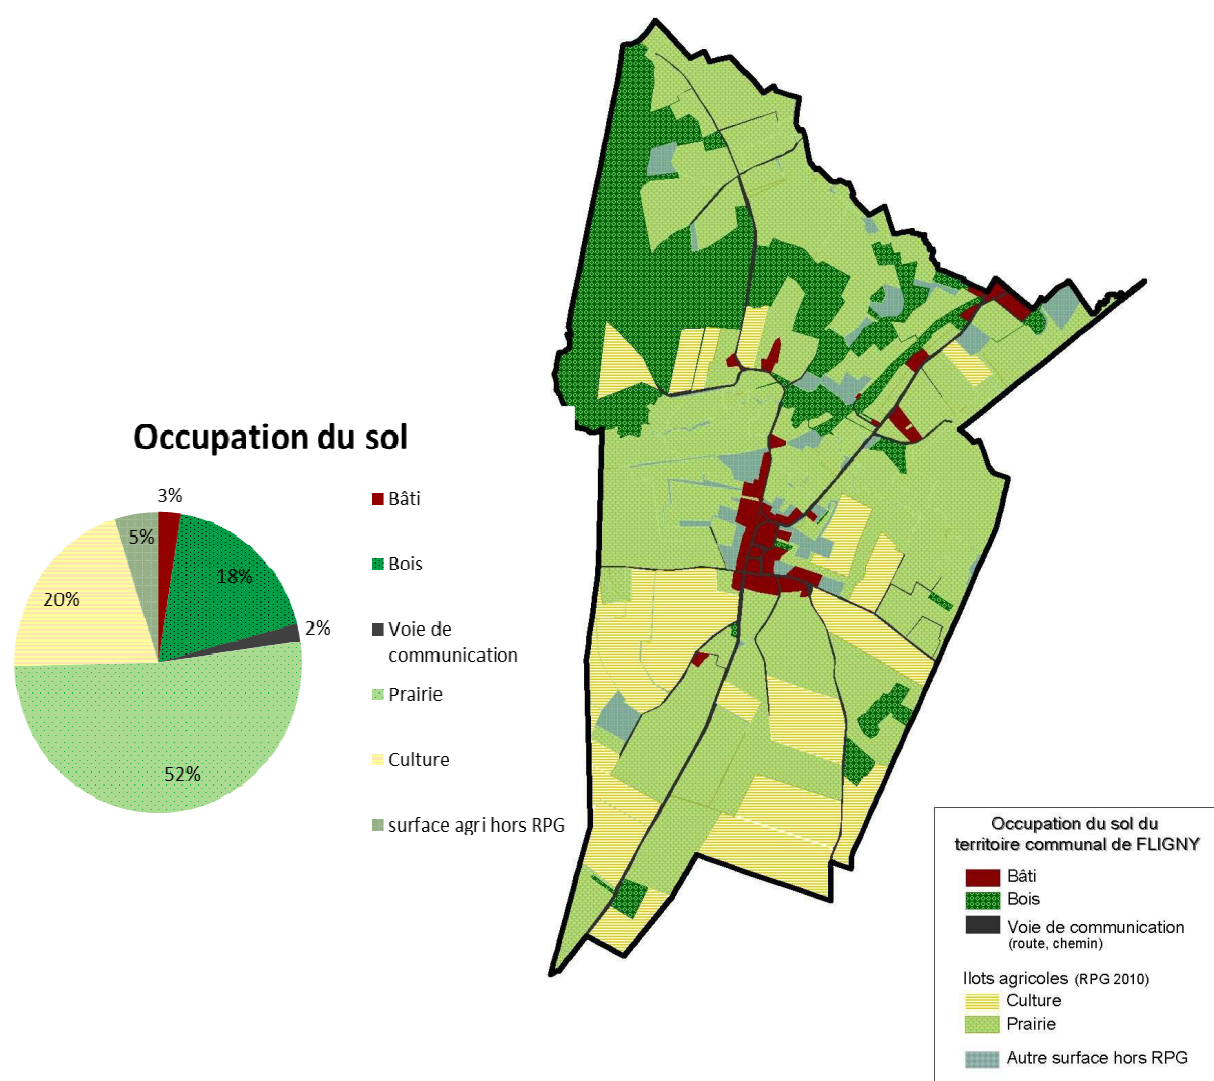 Occupation du sol
3%
5%
18%
20%
2%
52%
Bâti
Bois
Voie de
communication
Prairie
Culture
surface agri hors RPG
Occupation du sol du
territoire communal de FLIGNY
Bâti
Bois
Voie de communication
(route, chemin)
Ilots agricoles (RPG 2010)
Culture
Prairie
Autre surface hors RPG